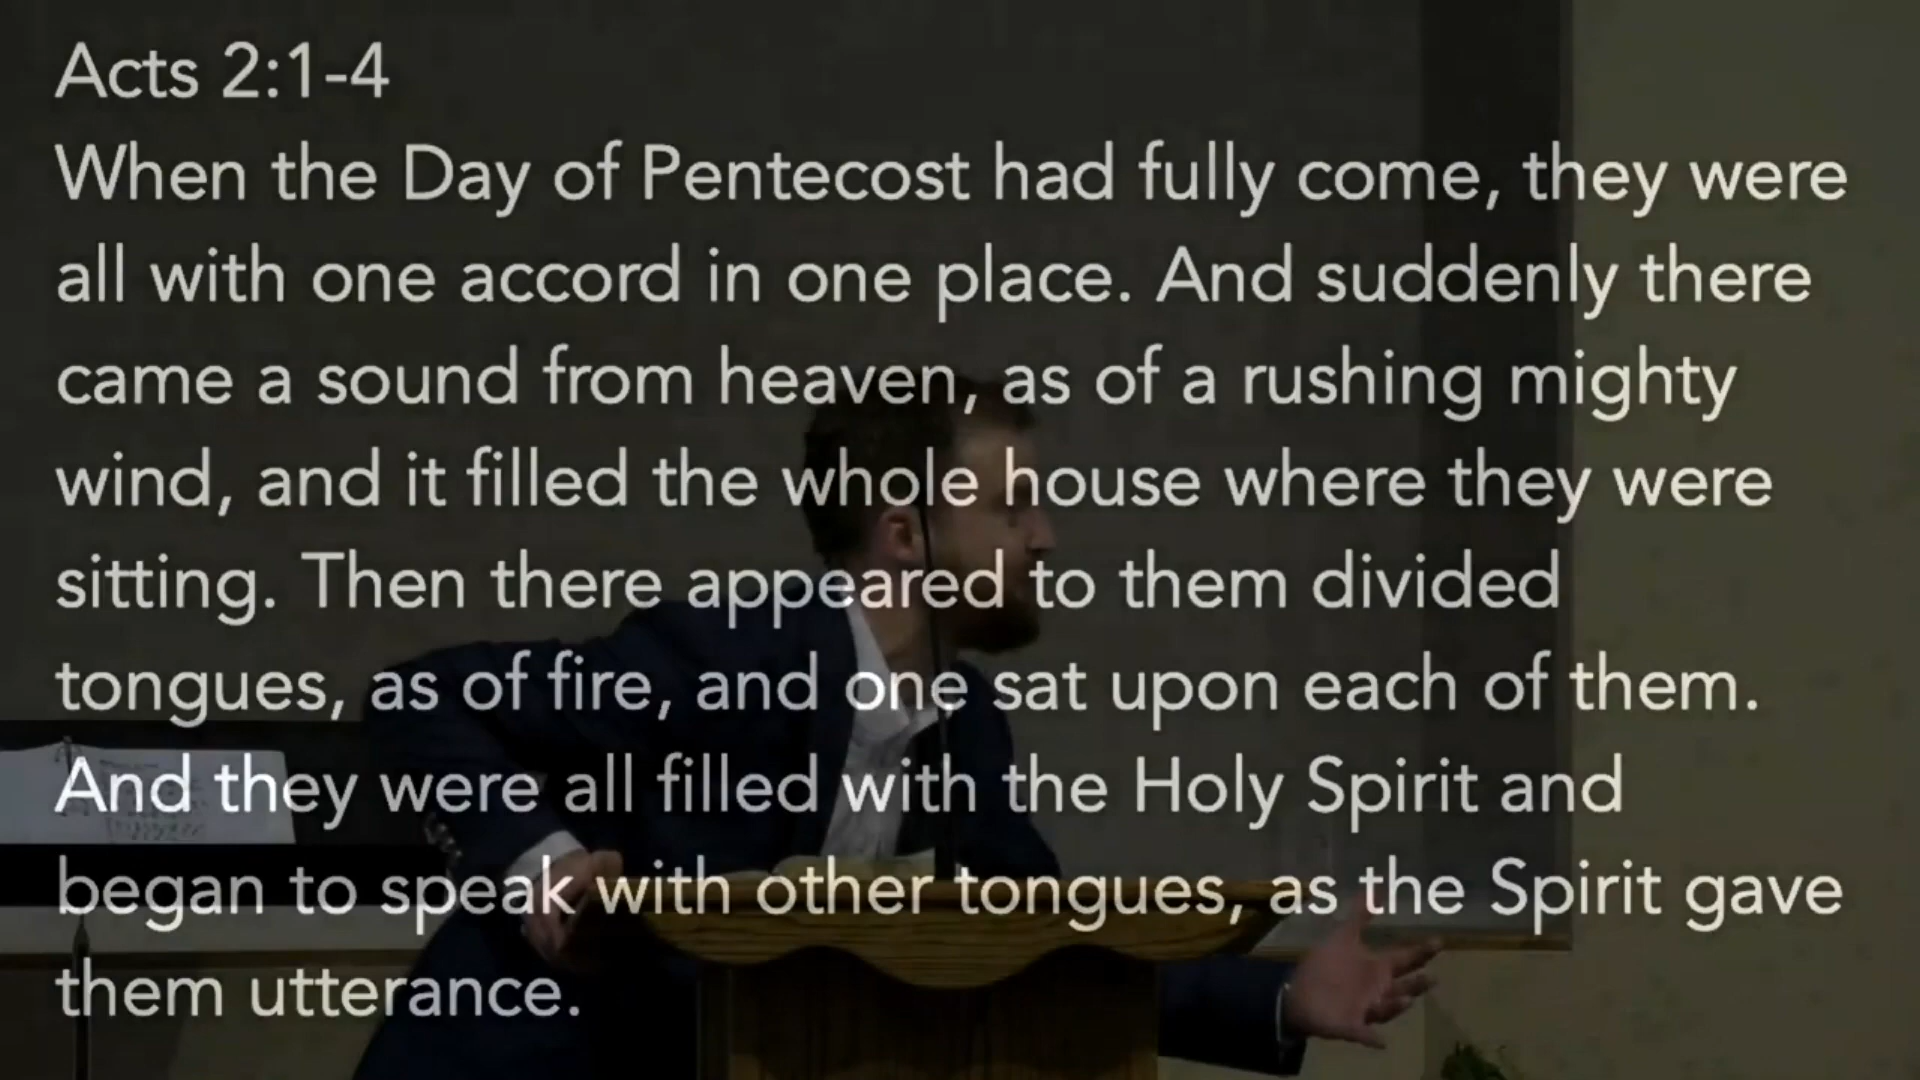 Acts 2:1-4
When the Day of Pentecost had fully come, they were
all with one accord in one place. And suddenly there
came a sound from heaven, as of a rushing mighty
wind, and it filled the whole house where they were
sitting. Then there appeared to them divided
tongues, as of fire, and one sat upon each of them.
And they were all filled with the Holy Spirit and
began to speak with other tongues, as the Spirit gave
them utterance.